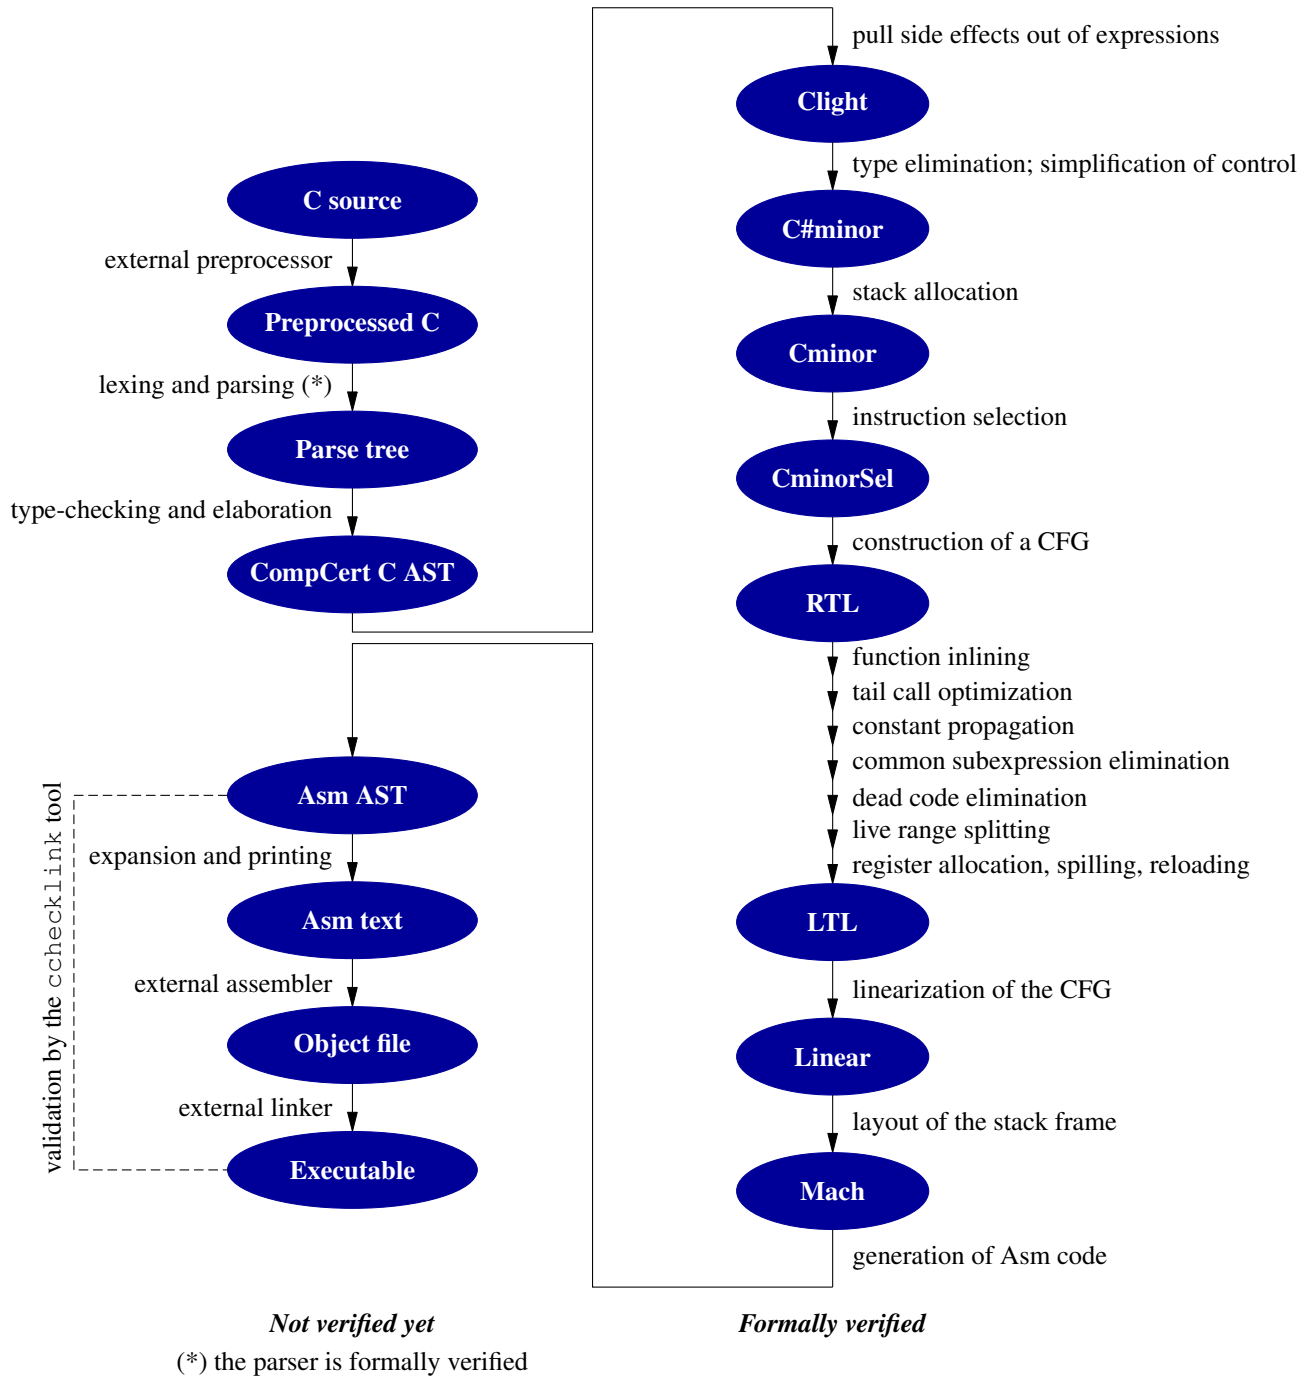 C source
external preprocessor
Preprocessed C
lexing and parsing (*)
Parse tree
type-checking and elaboration
CompCert C AST
pull side effects out of expressions
Clight
type elimination; simplification of control
C#minor
stack allocation
Cminor
instruction selection
CminorSel
construction of a CFG
RTL
function inlining
tail call optimization
constant propagation
common subexpression elimination
dead code elimination
live range splitting
register allocation, spilling, reloading
LTL
linearization of the CFG
Linear
layout of the stack frame
Mach
generation of Asm code
Asm AST
expansion and printing
Asm text
external assembler
Object file
external linker
Executable
validation by the cchecklink tool
Not verified yet
(*) the parser is formally verified
Formally verified